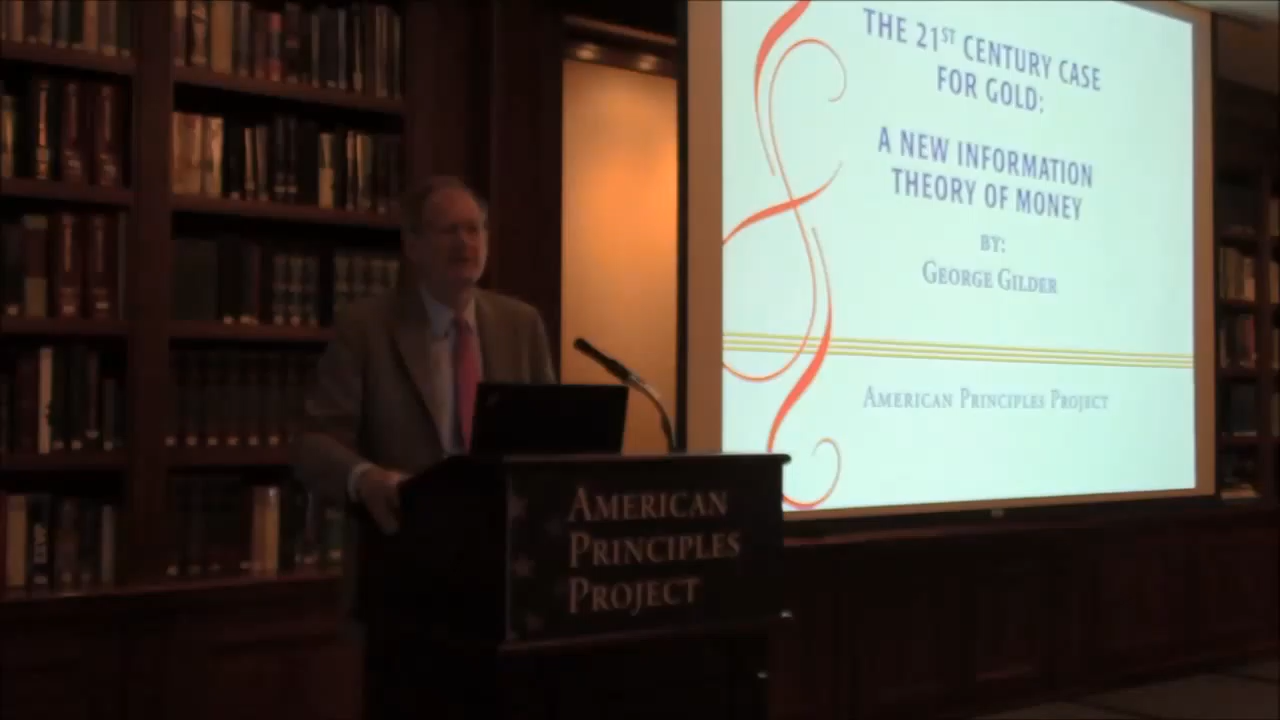 THE 21ST CENTURY CASE
FOR GOLD:
A NEW INFORMATION
THEORY OF MONEY
BY:
GEORGE GILDER
AMERICAN PRINCIPLES PROJECT
AMERICAN
PRINCIPLES
PROJECT